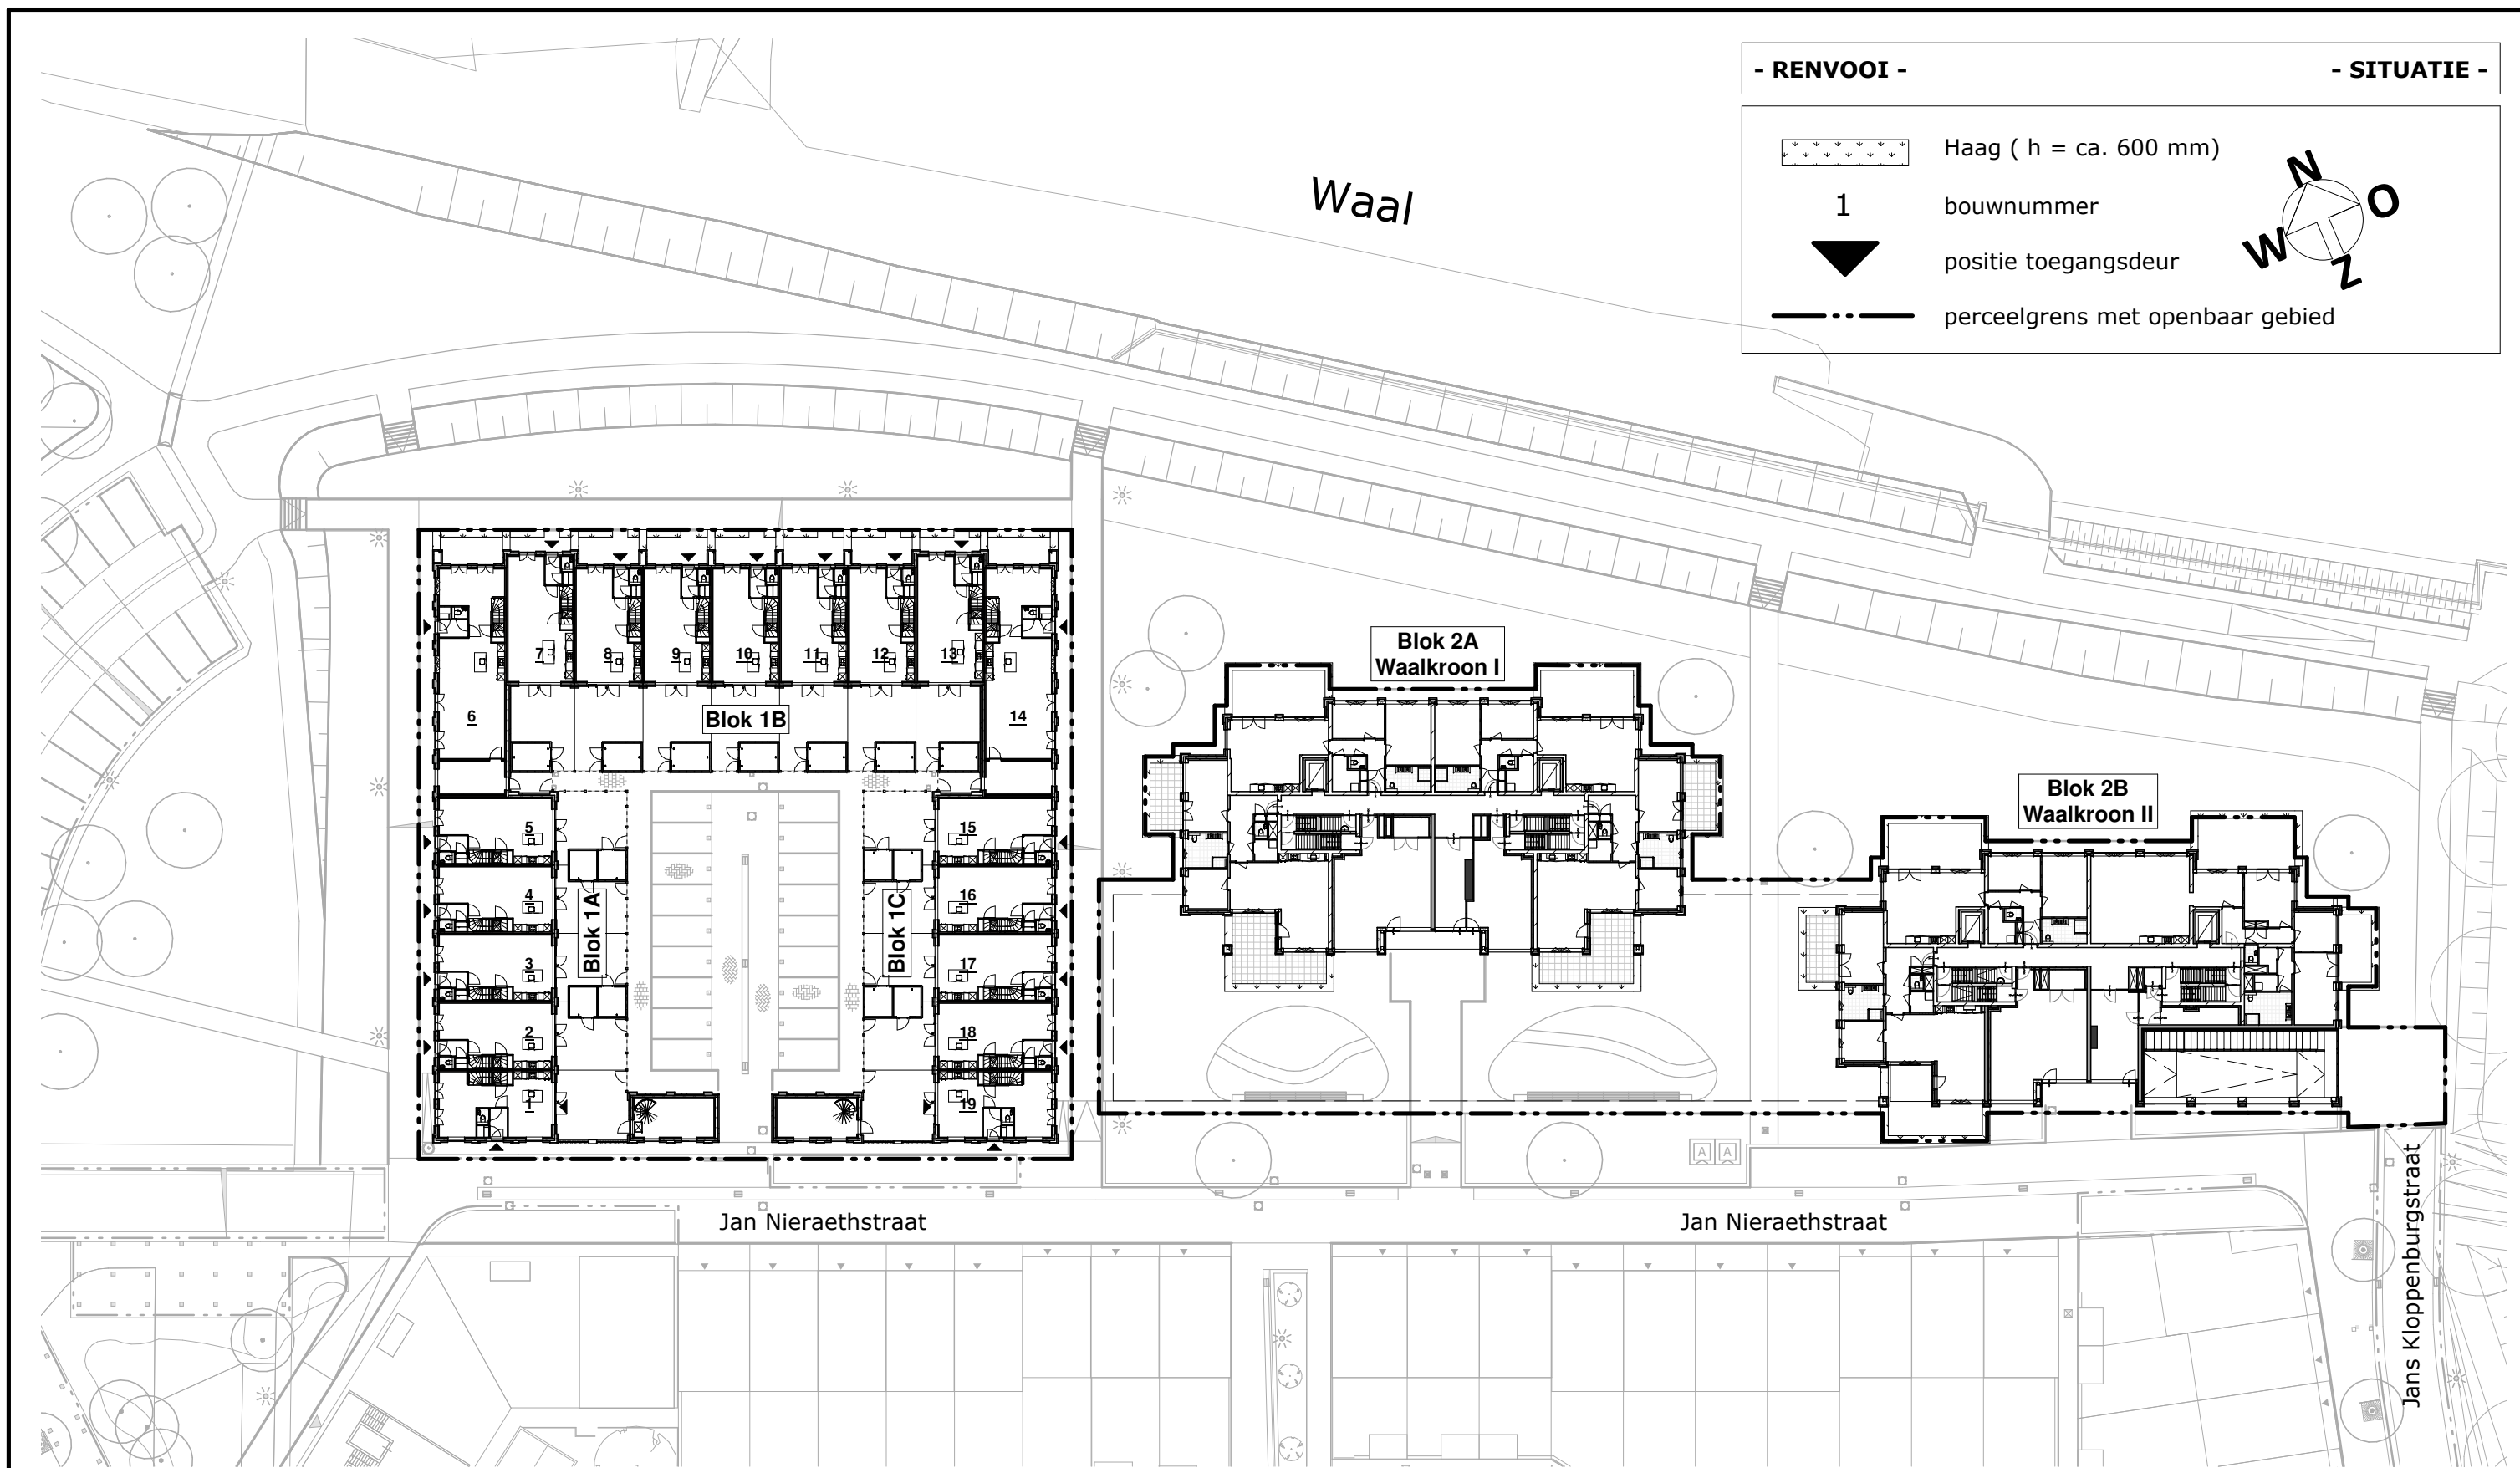 - RENVOOI -
- SITUATIE -
Haag ( h = ca. 600 mm)
1
bouwnummer
positie toegangsdeur
perceelgrens met openbaar gebied
N
O
W
Z
Waal
Blok 2A
Waalkroon I
Blok 2B
Waalkroon II
7
8
9
10
11
12
13
6
Blok 1B
14
5
15
4
Blok 1A
Blok 1C
16
3
17
2
18
1
19
A
A
Jan Nieraethstraat
Jan Nieraethstraat
Jans Kloppenburgstraat